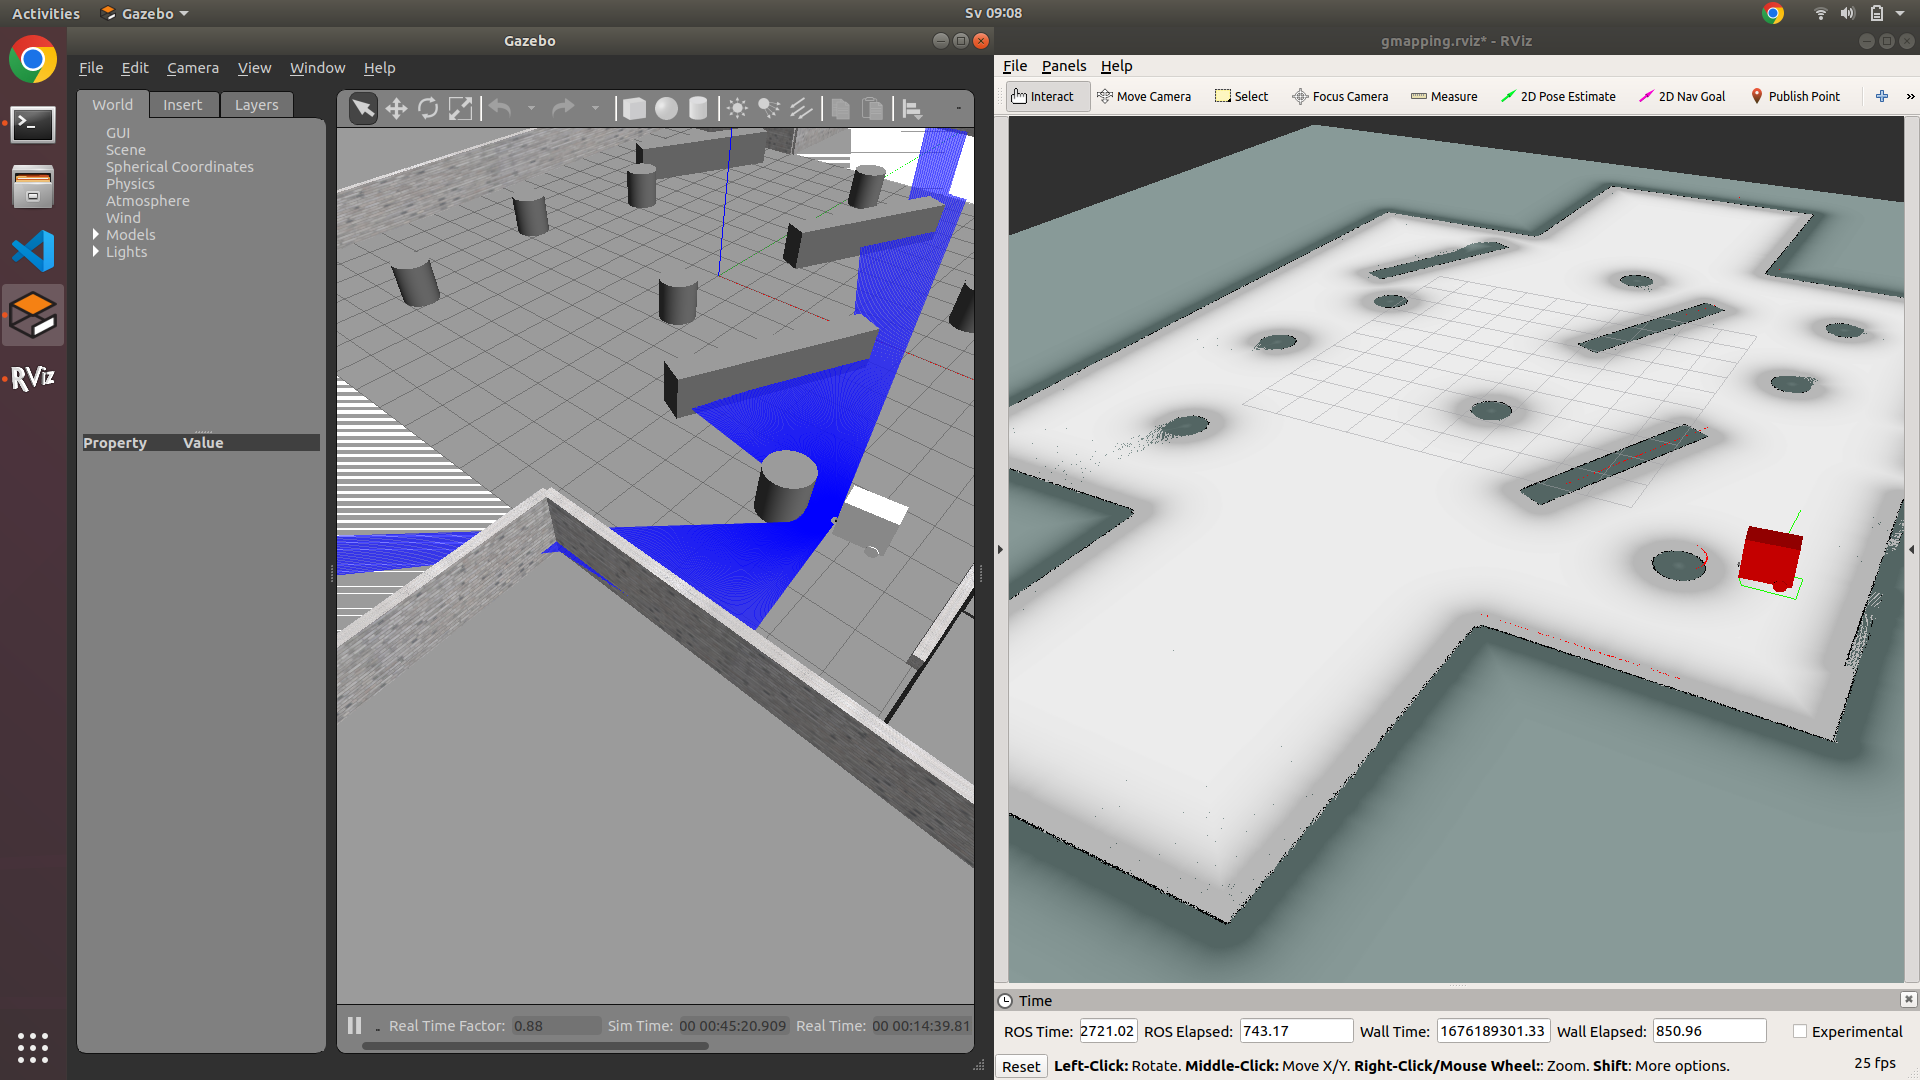 Activities Gazebo Sv 09:08
Gazebo
File Edit Camera View Window Help
World Insert Layers
GUI
Scene
Spherical Coordinates
Physics
Atmosphere
Wind
Models
Lights
Property Value
Real Time Factor: 0.88 Sim Time: 00 00:45:20.909 Real Time: 00 00:14:39.81
RViz
gmapping.rviz* - RViz
File Panels Help
Interact Move Camera Select Focus Camera Measure 2D Pose Estimate 2D Nav Goal Publish Point
Time
ROS Time: 2721.02 ROS Elapsed: 743.17 Wall Time: 1676189301.33 Wall Elapsed: 850.96 Experimental
Reset Left-Click: Rotate. Middle-Click: Move X/Y. Right-Click/Mouse Wheel:: Zoom. Shift: More options. 25 fps